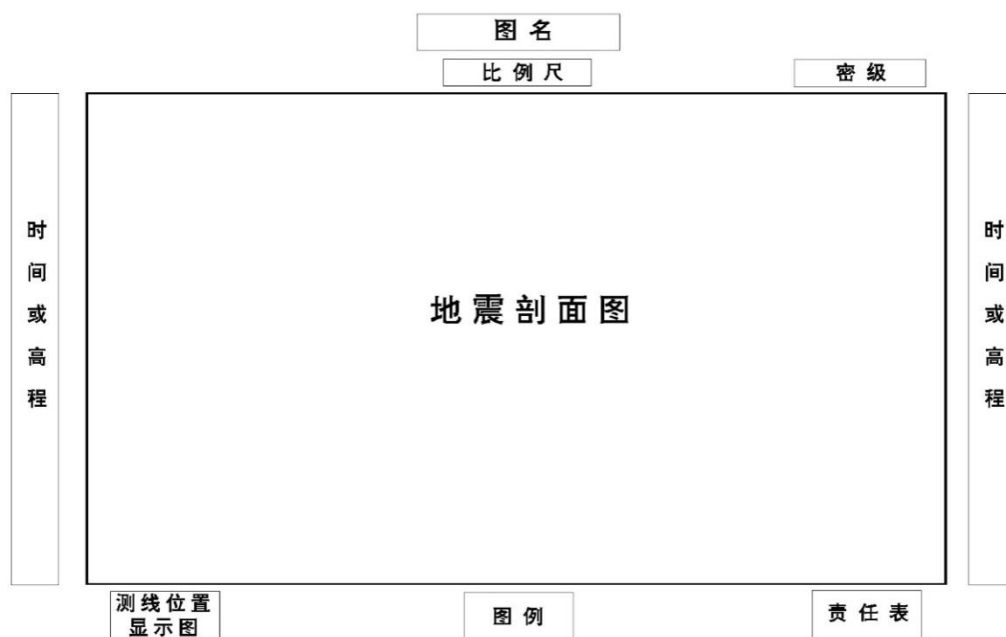 图名
比例尺
密级
时间或高程
地震剖面图
时间或高程
测线位置
显示图
图例
责任表